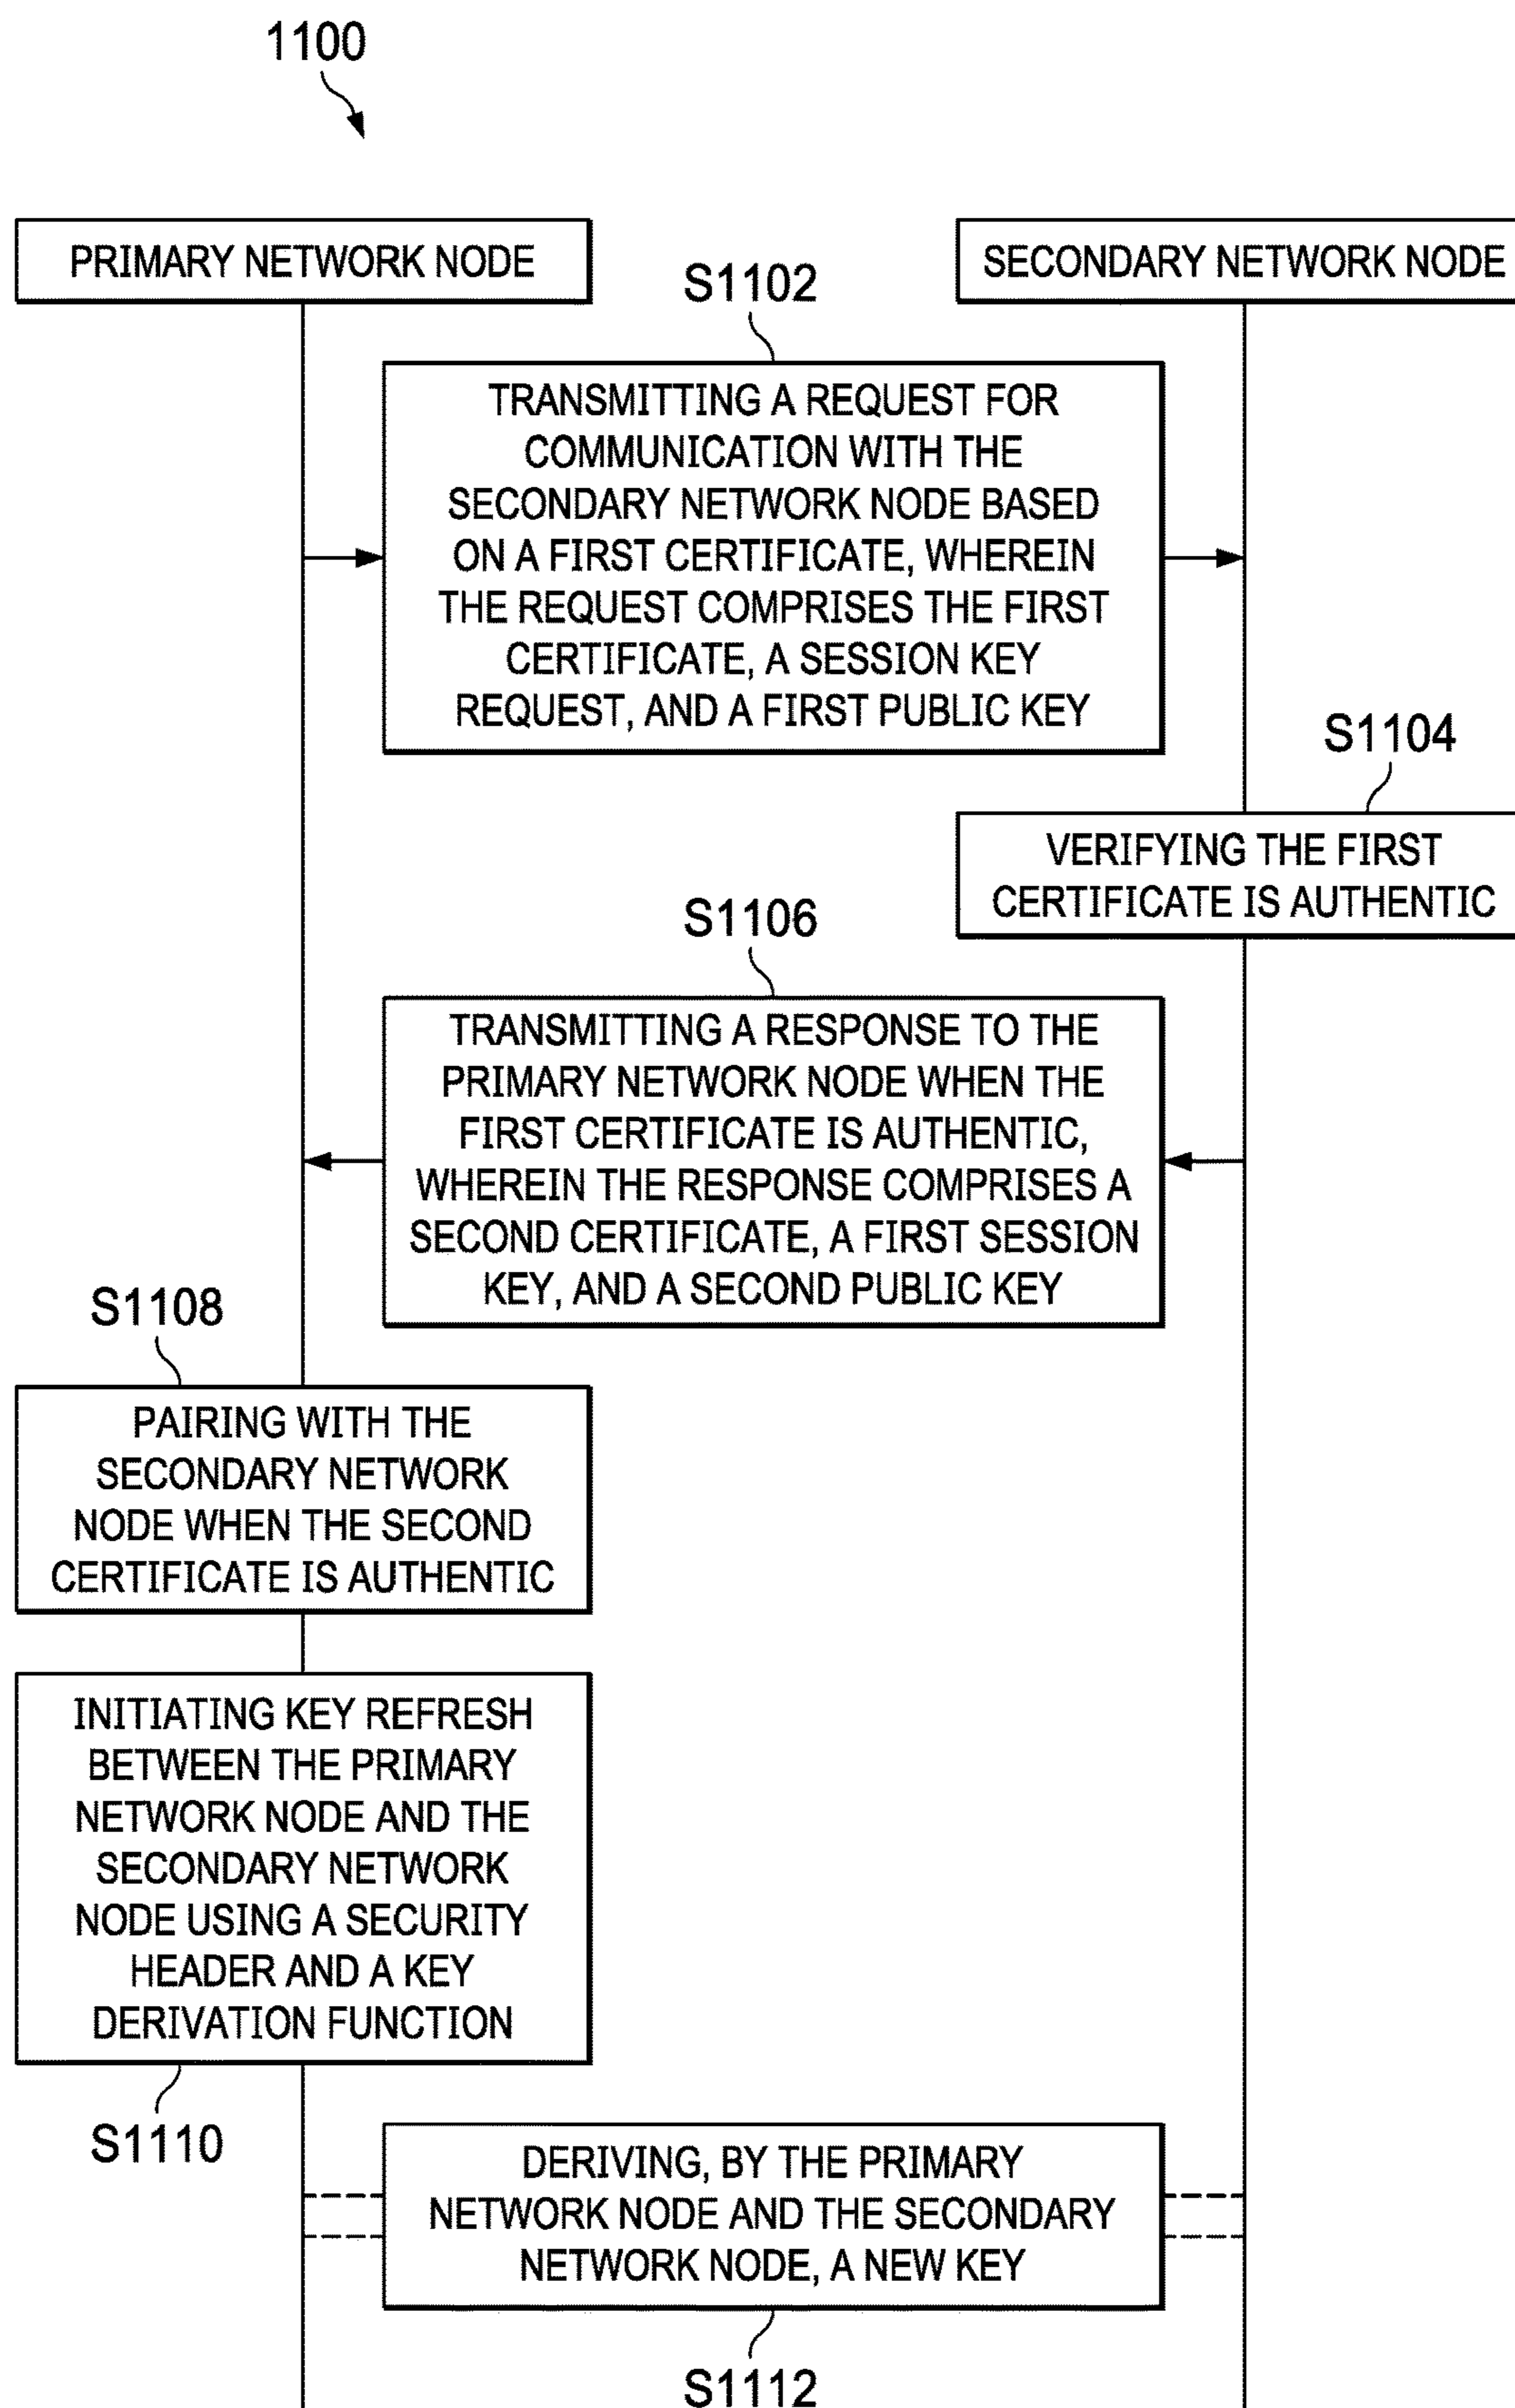 1100
PRIMARY NETWORK NODE
SECONDARY NETWORK NODE
S1102
TRANSMITTING A REQUEST FOR
COMMUNICATION WITH THE
SECONDARY NETWORK NODE BASED
ON A FIRST CERTIFICATE, WHEREIN
THE REQUEST COMPRISES THE FIRST
CERTIFICATE, A SESSION KEY
REQUEST, AND A FIRST PUBLIC KEY
S1104
VERIFYING THE FIRST
CERTIFICATE IS AUTHENTIC
S1106
TRANSMITTING A RESPONSE TO THE
PRIMARY NETWORK NODE WHEN THE
FIRST CERTIFICATE IS AUTHENTIC,
WHEREIN THE RESPONSE COMPRISES A
SECOND CERTIFICATE, A FIRST SESSION
KEY, AND A SECOND PUBLIC KEY
S1108
PAIRING WITH THE
SECONDARY NETWORK
NODE WHEN THE SECOND
CERTIFICATE IS AUTHENTIC
INITIATING KEY REFRESH
BETWEEN THE PRIMARY
NETWORK NODE AND THE
SECONDARY NETWORK
NODE USING A SECURITY
HEADER AND A KEY
DERIVATION FUNCTION
S1110
DERIVING, BY THE PRIMARY
NETWORK NODE AND THE SECONDARY
NETWORK NODE, A NEW KEY
S1112